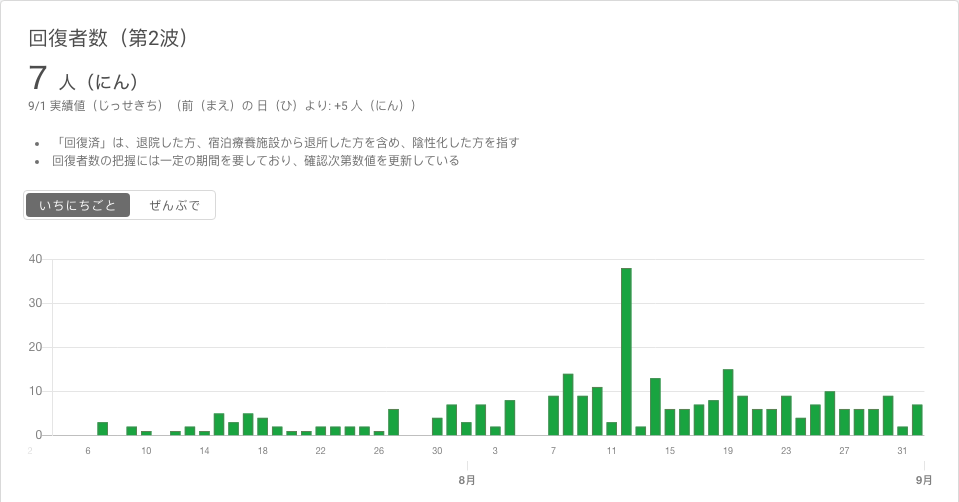 回復者数（第2波）
7 人（にん）
9/1 実績値（じっせきち）（前（まえ）の 日（ひ）より: +5 人（にん））
• 「回復済」は、退院した方、宿泊療養施設から退所した方を含め、陰性化した方を指す
• 回復者数の把握には一定の期間を要しており、確認次第数値を更新している
いちにちごと ぜんぶで
40
30
20
10
0
2 6 10 14 18 22 26 30 3 7 11 15 19 23 27 31
8月 9月